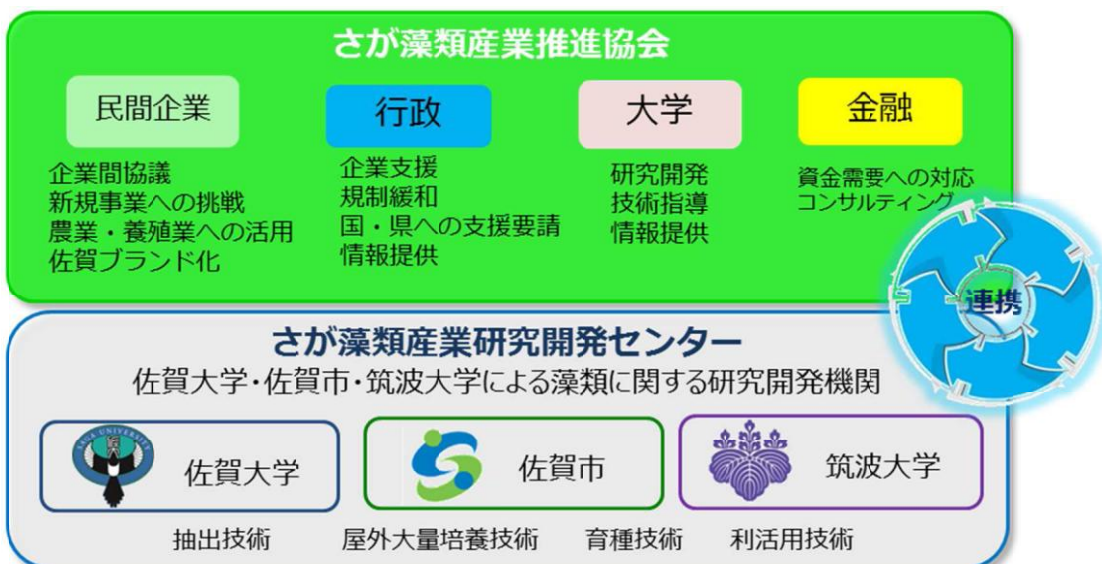 さが藻類産業推進協会
民間企業
企業間協議
新規事業への挑戦
農業・養殖業への活用
佐賀ブランド化
行政
企業支援
規制緩和
国・県への支援要請
情報提供
大学
研究開発
技術指導
情報提供
金融
資金需要への対応
コンサルティング
連携
さが藻類産業研究開発センター
佐賀大学・佐賀市・筑波大学による藻類に関する研究開発機関
SAGA UNIVERSITY
佐賀大学
佐賀市
筑波大学
抽出技術 屋外大量培養技術 育種技術 利活用技術